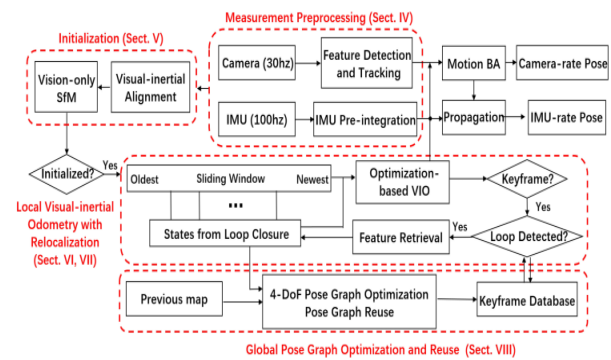 Measurement Preprocessing (Sect. IV)
Initialization (Sect. V)
Vision-only
SfM
Visual-inertial
Alignment
Camera (30hz)
Feature Detection
and Tracking
Motion BA
Camera-rate Pose
IMU (100hz)
IMU Pre-integration
Propagation
IMU-rate Pose
Initialized?
Yes
Oldest
Sliding Window
Newest
...
States from Loop Closure
Optimization-
based VIO
Keyframe?
Yes
Loop Detected?
Yes
Feature Retrieval
Local Visual-inertial
Odometry with
Relocalization
(Sect. VI, VII)
Previous map
4-DoF Pose Graph Optimization
Pose Graph Reuse
Keyframe Database
Global Pose Graph Optimization and Reuse (Sect. VIII)